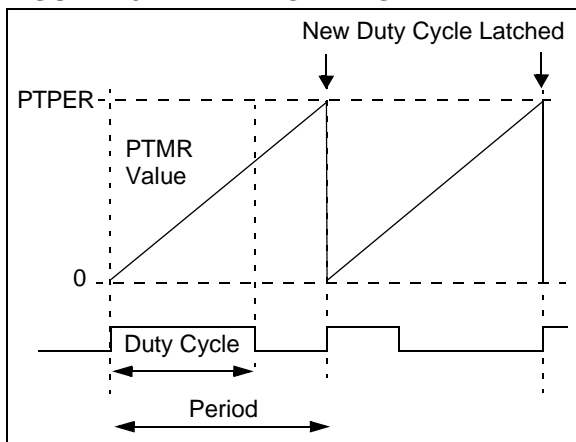 New Duty Cycle Latched
PTPER
PTMR
Value
0
Duty Cycle
Period